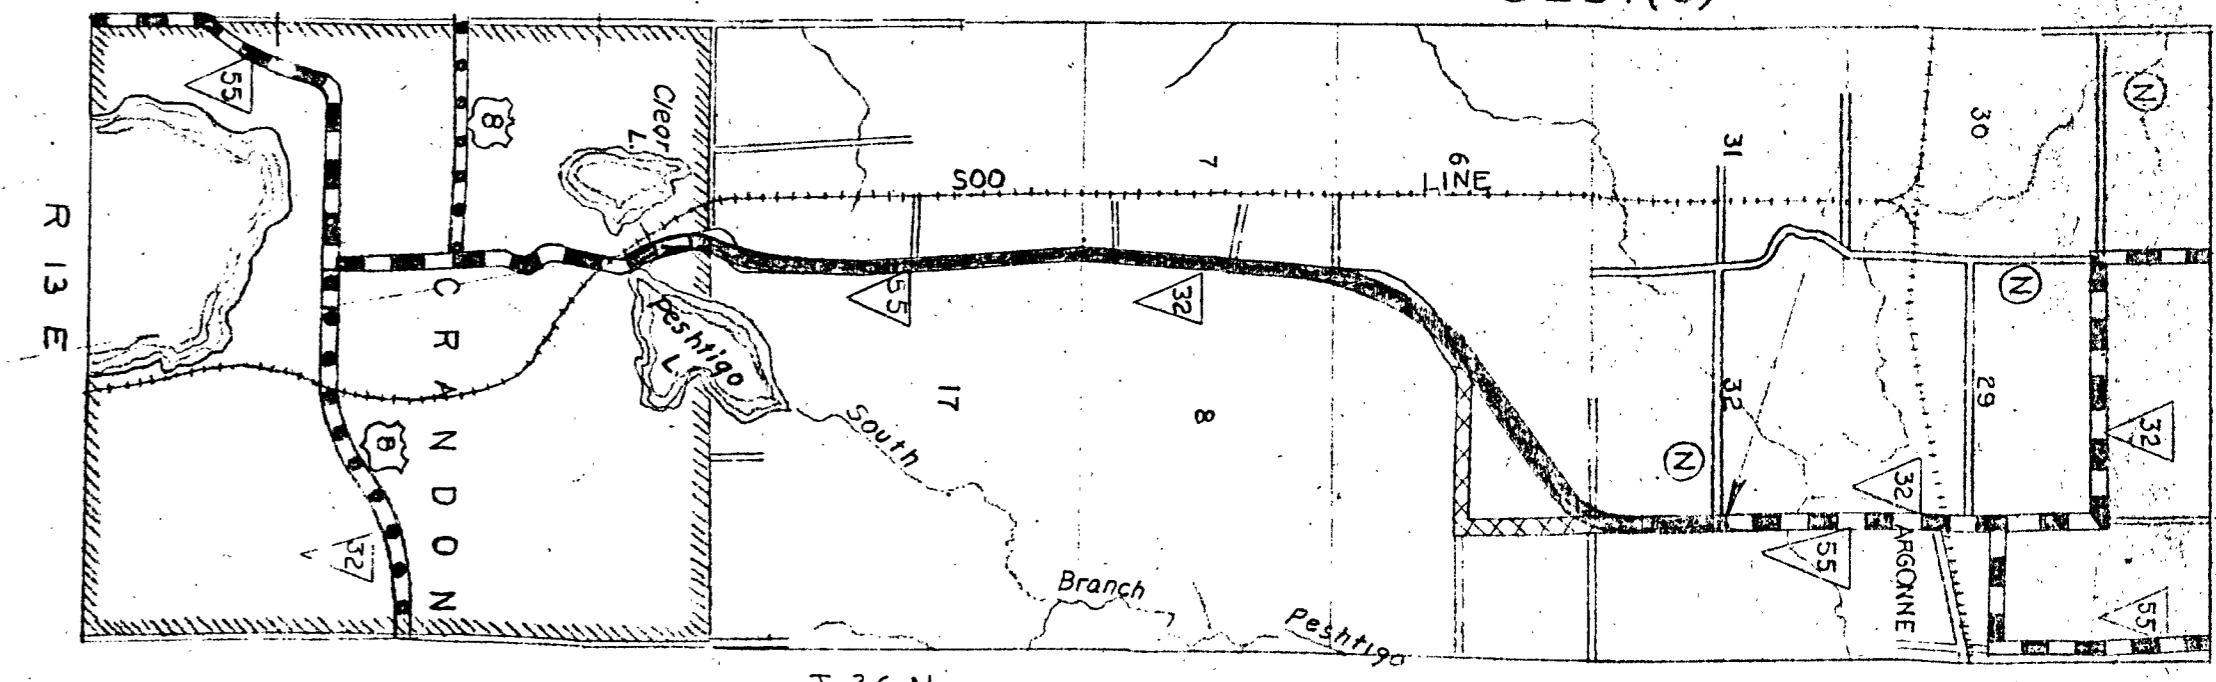 R 13 E
55
8
Clear
L.
CRANDON
8
32
Peshtigo
L.
SOO LINE
55
32
17
8
7
6
South
Branch
Peshtigo
31
32
30
29
N
N
N
32
55
ARGONNE
32
55